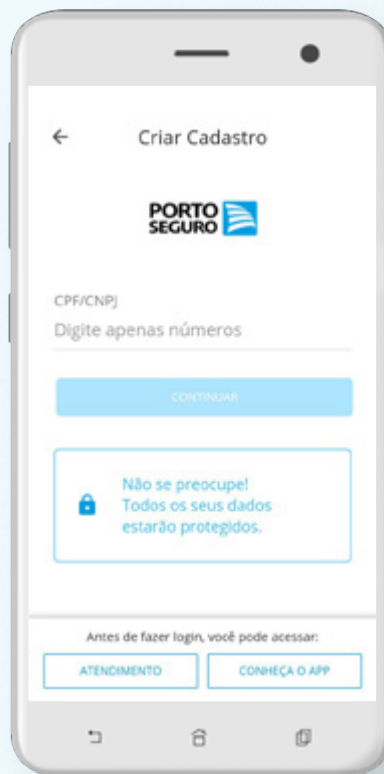 Criar Cadastro
PORTO
SEGURO
CPF/CNPJ
Digite apenas números
CONTINUAR
Não se preocupe!
Todos os seus dados
estarão protegidos.
Antes de fazer login, você pode acessar:
ATENDIMENTO
CONHEÇA O APP